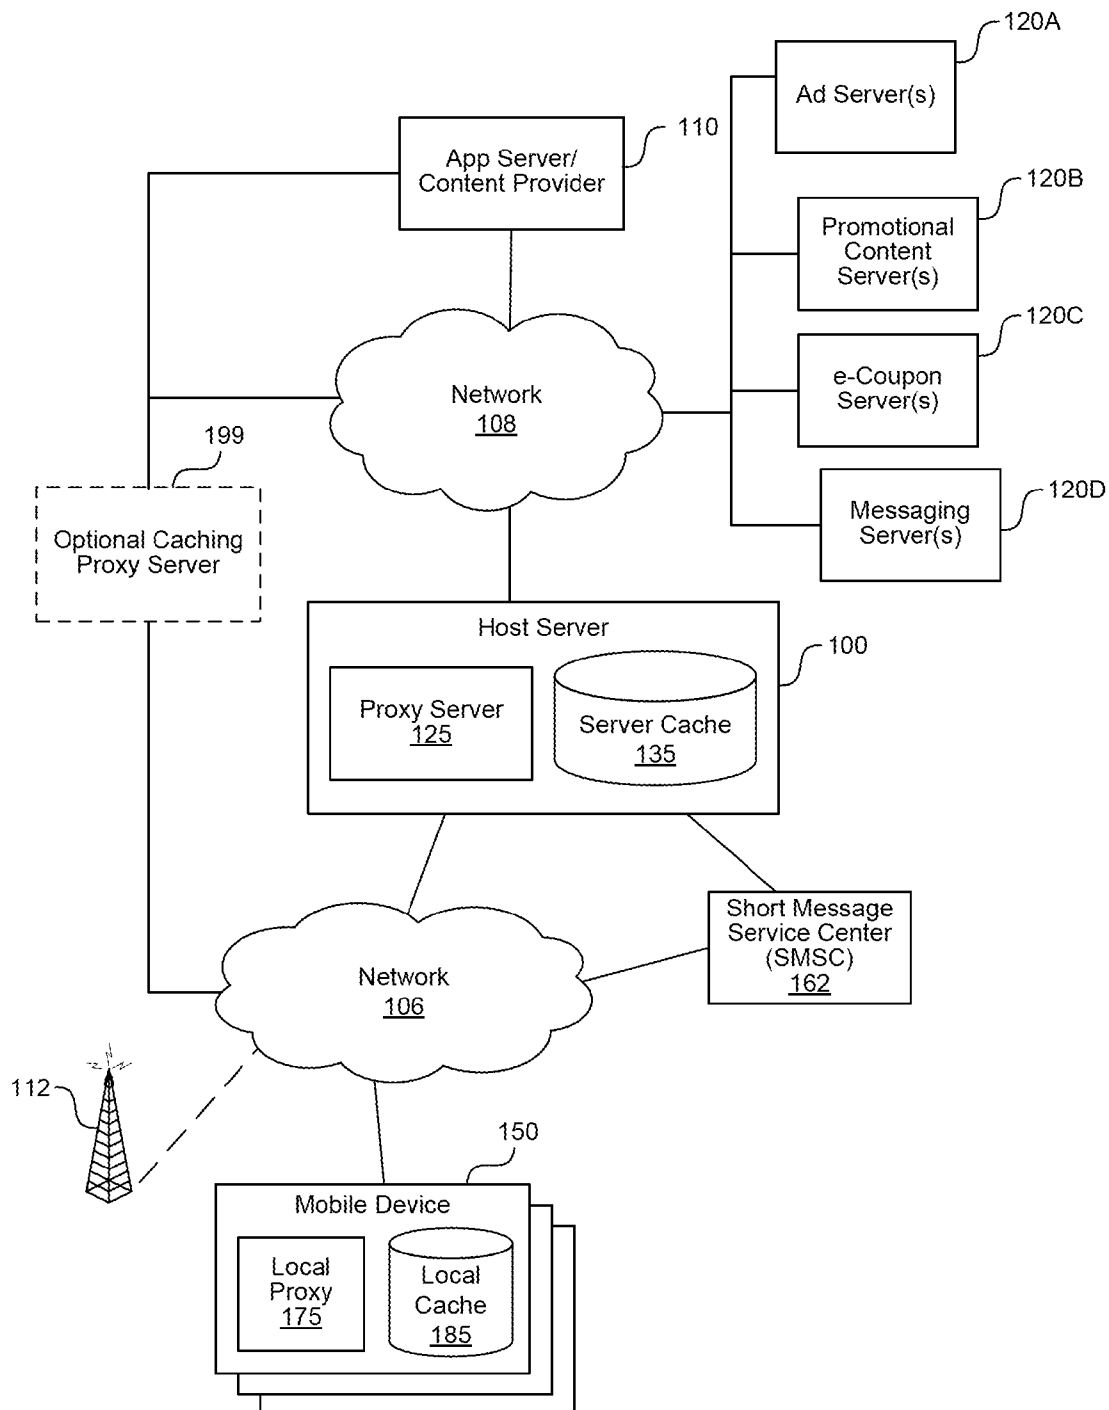 120A
Ad Server(s)
110
App Server/
Content Provider
120B
Promotional
Content
Server(s)
120C
e-Coupon
Server(s)
Network
108
199
120D
Messaging
Server(s)
Optional Caching
Proxy Server
Host Server
100
Proxy Server
125
Server Cache
135
Short Message
Service Center
(SMSC)
162
Network
106
112
150
Mobile Device
Local
Proxy
175
Local
Cache
185